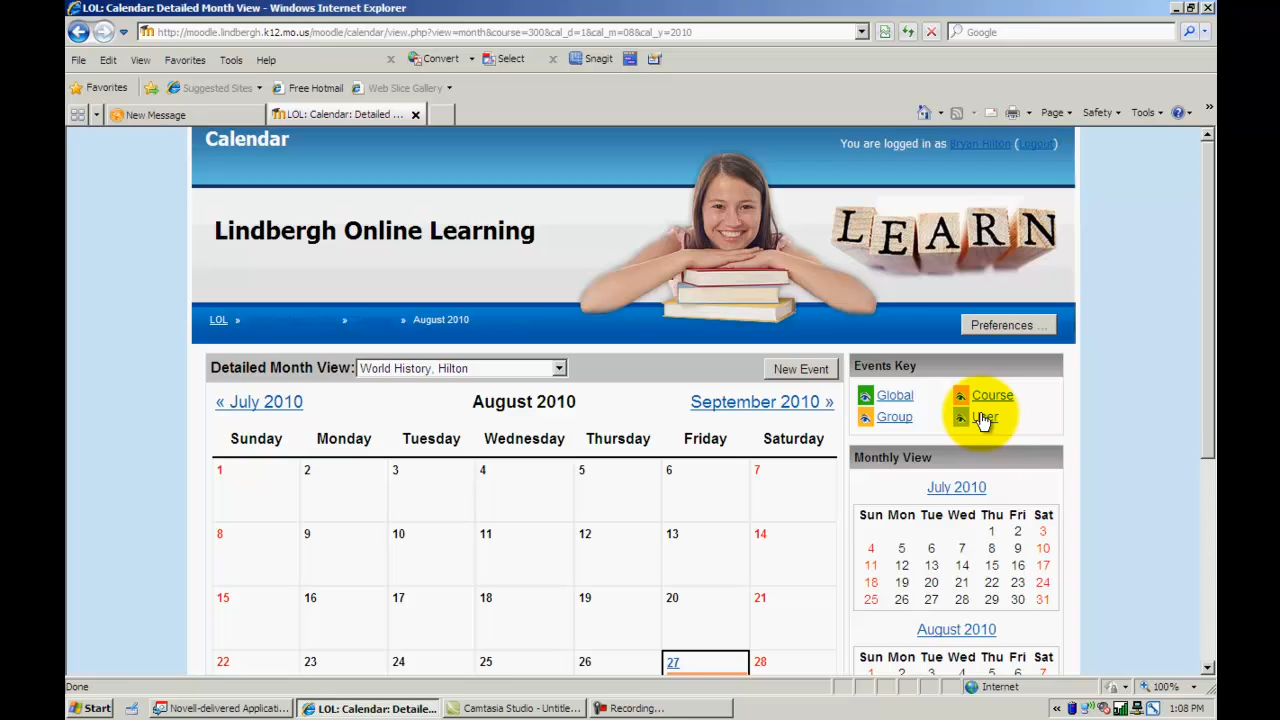 LOL: Calendar: Detailed Month View - Windows Internet Explorer
http://moodle.lindbergh.k12.mo.us/moodle/calendar/view.php?view=month&course=300&cal_d=1&cal_m=08&cal_y=2010
Google
File Edit View Favorites Tools Help
x Convert Select x Snagit
Favorites Suggested Sites Free Hotmail Web Slice Gallery
New Message
LOL: Calendar: Detailed ... x
Page Safety Tools »
Calendar
You are logged in as Bryan Hilton (Logout)
Lindbergh Online Learning
LEARN
LOL » » » August 2010
Preferences ...
Detailed Month View: World History, Hilton
New Event
Events Key
Global Course
Group User
« July 2010 August 2010 September 2010 »
Sunday Monday Tuesday Wednesday Thursday Friday Saturday
1 2 3 4 5 6 7
8 9 10 11 12 13 14
15 16 17 18 19 20 21
22 23 24 25 26 27 28
Monthly View
July 2010
Sun Mon Tue Wed Thu Fri Sat
1 2 3
4 5 6 7 8 9 10
11 12 13 14 15 16 17
18 19 20 21 22 23 24
25 26 27 28 29 30 31
August 2010
Sun Mon Tue Wed Thu Fri Sat
1 2 3 4 5 6 7
Done
Internet
100%
Start
Novell-delivered Applicati...
LOL: Calendar: Detaile...
Camtasia Studio - Untitle...
Recording...
« 1:08 PM